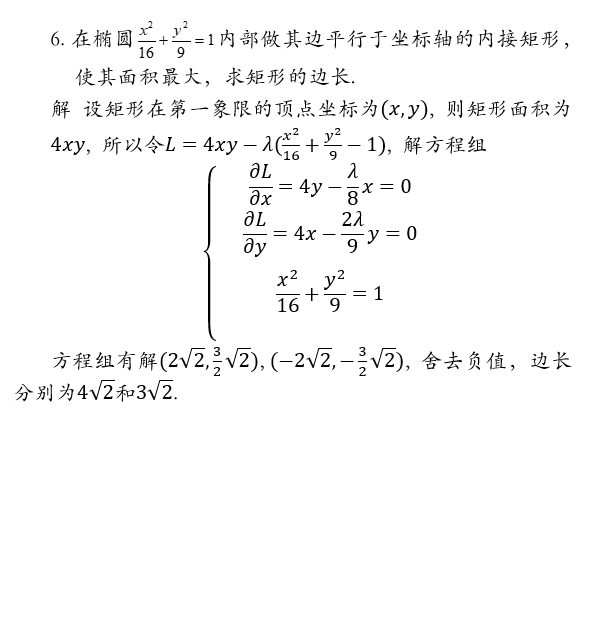 6. 在椭圆 x²/16 + y²/9 = 1 内部做其边平行于坐标轴的内接矩形，
使其面积最大，求矩形的边长.
解 设矩形在第一象限的顶点坐标为(x, y), 则矩形面积为
4xy, 所以令L = 4xy − λ(x²/16 + y²/9 − 1), 解方程组
∂L/∂x = 4y − λ/8 x = 0
∂L/∂y = 4x − 2λ/9 y = 0
x²/16 + y²/9 = 1
方程组有解(2√2, 3/2 √2), (−2√2, −3/2 √2), 舍去负值，边长
分别为4√2和3√2.